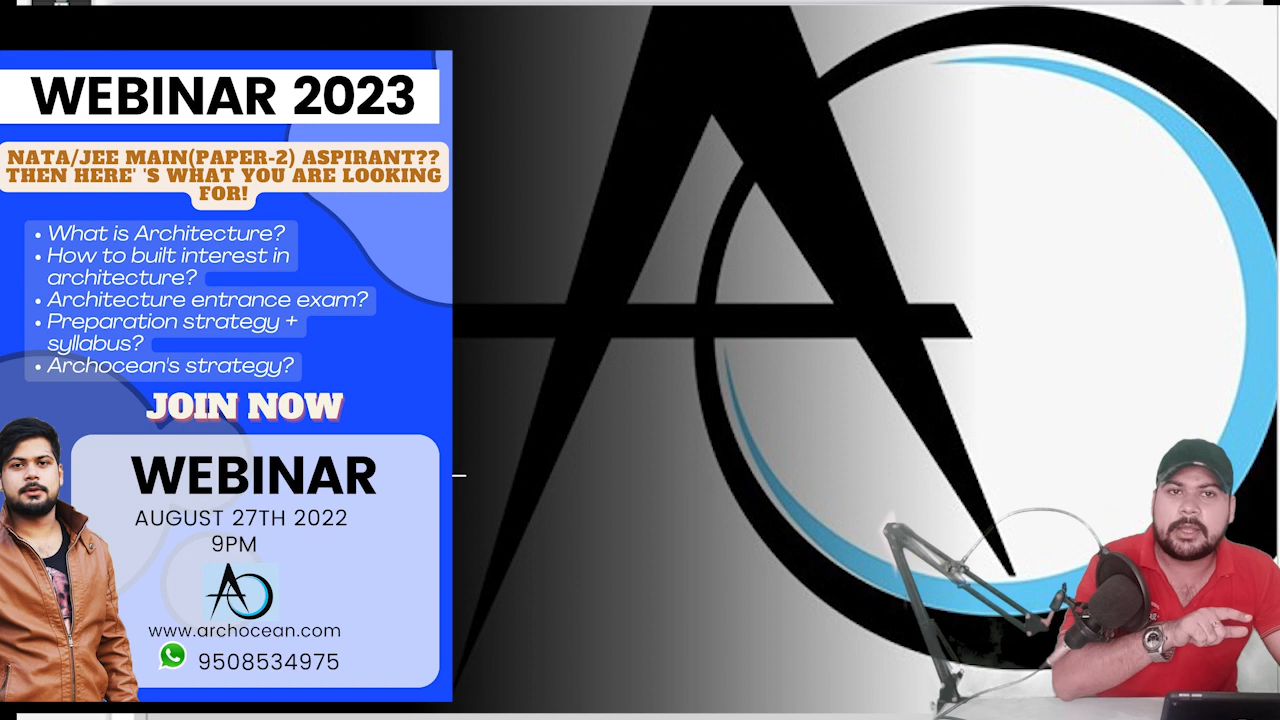 WEBINAR 2023
NATA/JEE MAIN(PAPER-2) ASPIRANT??
THEN HERE' 'S WHAT YOU ARE LOOKING
FOR!
• What is Architecture?
• How to built interest in
architecture?
• Architecture entrance exam?
• Preparation strategy +
syllabus?
• Archocean's strategy?
JOIN NOW
WEBINAR
AUGUST 27TH 2022
9PM
AO
www.archocean.com
9508534975
AO